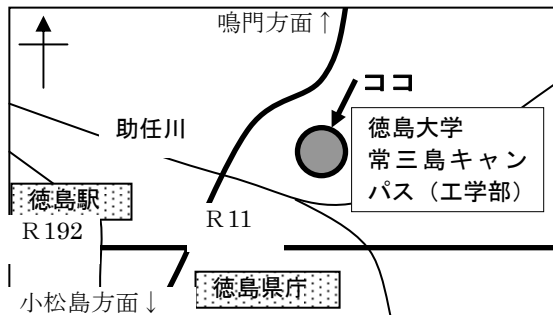 鳴門方面↑
ココ
助任川
徳島大学
常三島キャン
パス（工学部）
徳島駅
R192
R11
徳島県庁
小松島方面↓